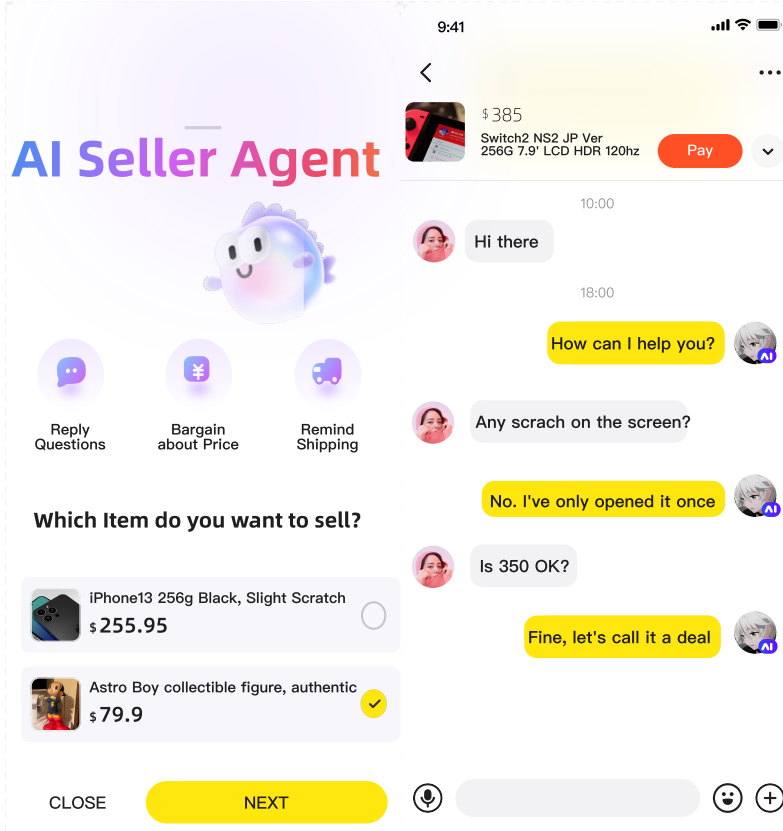 AI Seller Agent
¥
Reply
Questions
Bargain
about Price
Remind
Shipping
Which Item do you want to sell?
iPhone13 256g Black, Slight Scratch
$255.95
Astro Boy collectible figure, authentic
$79.9
CLOSE
NEXT
9:41
$385
Switch2 NS2 JP Ver
256G 7.9' LCD HDR 120hz
Pay
10:00
Hi there
18:00
How can I help you?
AI
Any scrach on the screen?
No. I've only opened it once
AI
Is 350 OK?
Fine, let's call it a deal
AI